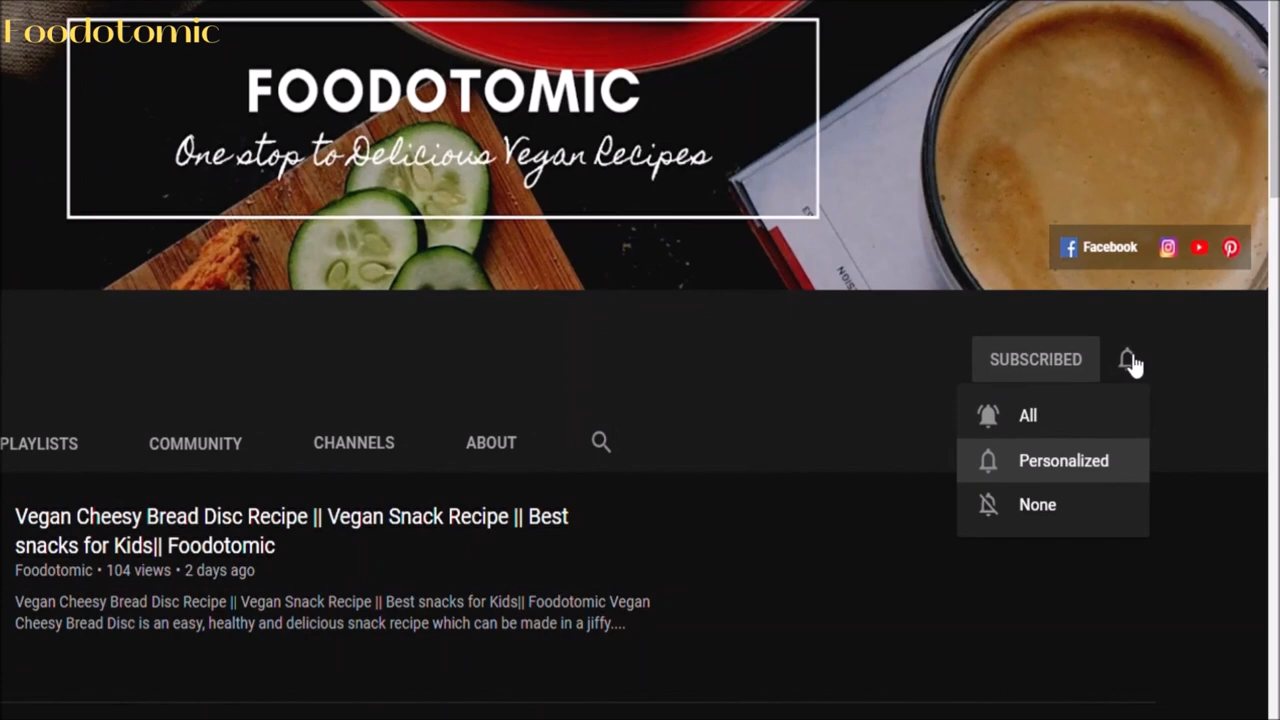 Foodotomic
FOODOTOMIC
One stop to Delicious Vegan Recipes
Facebook
SUBSCRIBED
All
Personalized
None
PLAYLISTS
COMMUNITY
CHANNELS
ABOUT
Vegan Cheesy Bread Disc Recipe || Vegan Snack Recipe || Best
snacks for Kids|| Foodotomic
Foodotomic • 104 views • 2 days ago
Vegan Cheesy Bread Disc Recipe || Vegan Snack Recipe || Best snacks for Kids|| Foodotomic Vegan
Cheesy Bread Disc is an easy, healthy and delicious snack recipe which can be made in a jiffy....